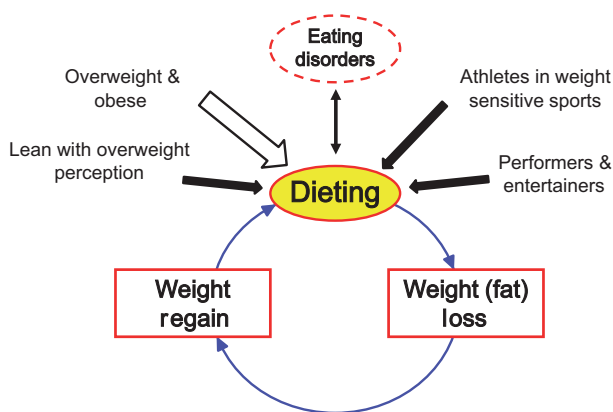 Eating
disorders
Overweight &
obese
Athletes in weight
sensitive sports
Lean with overweight
perception
Performers &
entertainers
Dieting
Weight
regain
Weight (fat)
loss